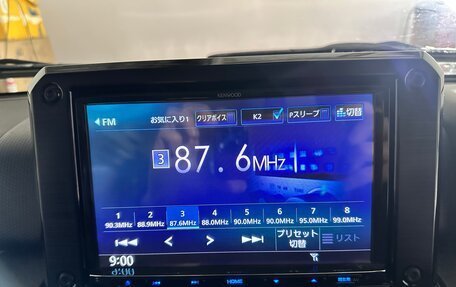 KENWOOD
FM お気に入り1 クリアボイス K2 Pスリープ 切替
3 87.6MHz
1 2 3 4 5 6 7 8
90.3MHz 88.9MHz 87.6MHz 88.0MHz 90.0MHz 90.0MHz 95.0MHz 99.0MHz
プリセット
切替 リスト
9:00
HOME